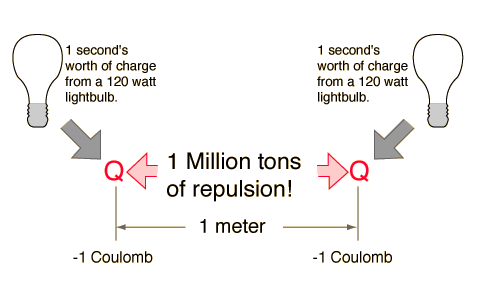 1 second's
worth of charge
from a 120 watt
lightbulb.
1 second's
worth of charge
from a 120 watt
lightbulb.
Q
1 Million tons
of repulsion!
Q
1 meter
-1 Coulomb
-1 Coulomb